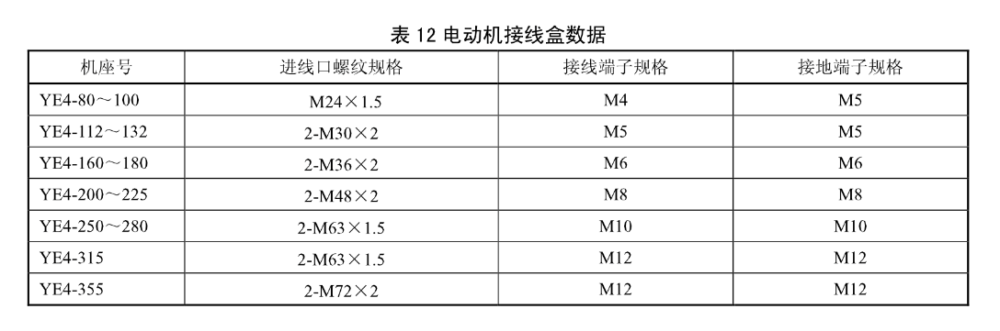 表 12 电动机接线盒数据
机座号 进线口螺纹规格 接线端子规格 接地端子规格
YE4-80～100 M24×1.5 M4 M5
YE4-112～132 2-M30×2 M5 M5
YE4-160～180 2-M36×2 M6 M6
YE4-200～225 2-M48×2 M8 M8
YE4-250～280 2-M63×1.5 M10 M10
YE4-315 2-M63×1.5 M12 M12
YE4-355 2-M72×2 M12 M12